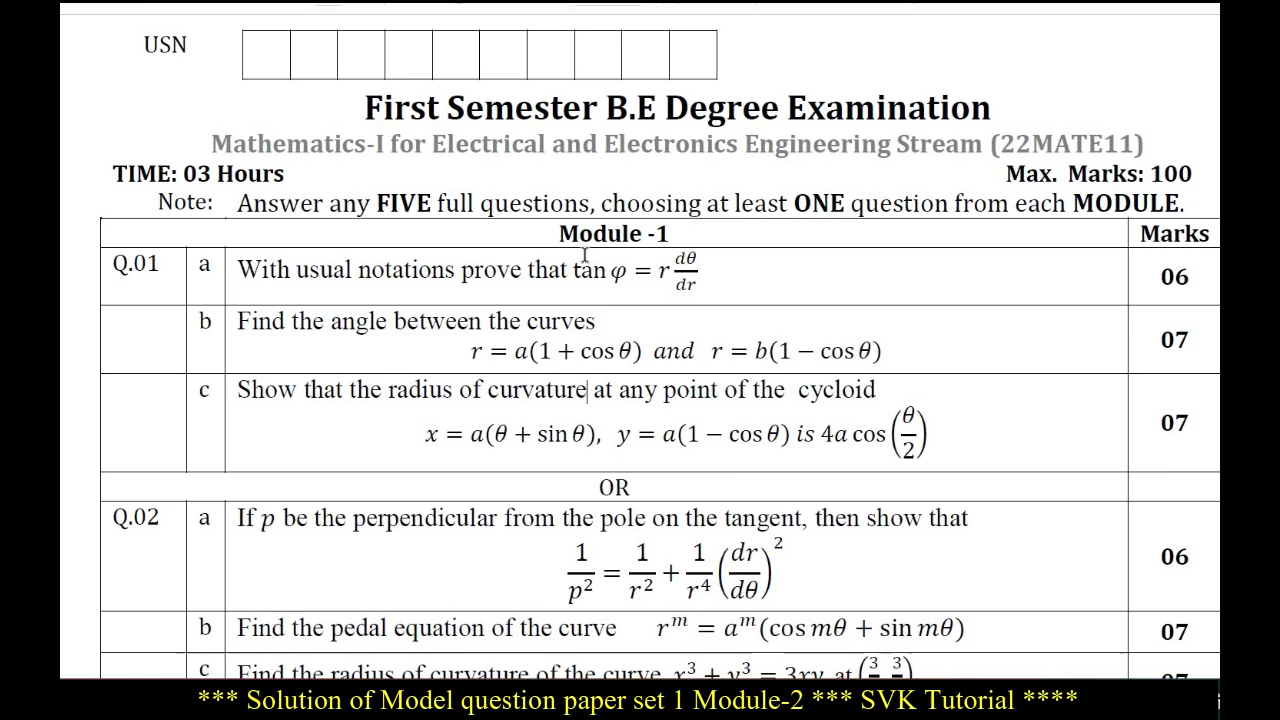 USN
First Semester B.E Degree Examination
Mathematics-I for Electrical and Electronics Engineering Stream (22MATE11)
TIME: 03 Hours Max. Marks: 100
Note: Answer any FIVE full questions, choosing at least ONE question from each MODULE.
Module -1 Marks
Q.01 a With usual notations prove that tan φ = r dθ/dr 06
b Find the angle between the curves
r = a(1 + cos θ) and r = b(1 − cos θ) 07
c Show that the radius of curvature at any point of the cycloid
x = a(θ + sin θ), y = a(1 − cos θ) is 4a cos (θ/2) 07
OR
Q.02 a If p be the perpendicular from the pole on the tangent, then show that
1/p² = 1/r² + 1/r⁴ (dr/dθ)² 06
b Find the pedal equation of the curve rᵐ = aᵐ(cos mθ + sin mθ) 07
c Find the radius of curvature of the curve x³ + y³ = 3xy at
*** Solution of Model question paper set 1 Module-2 *** SVK Tutorial ****